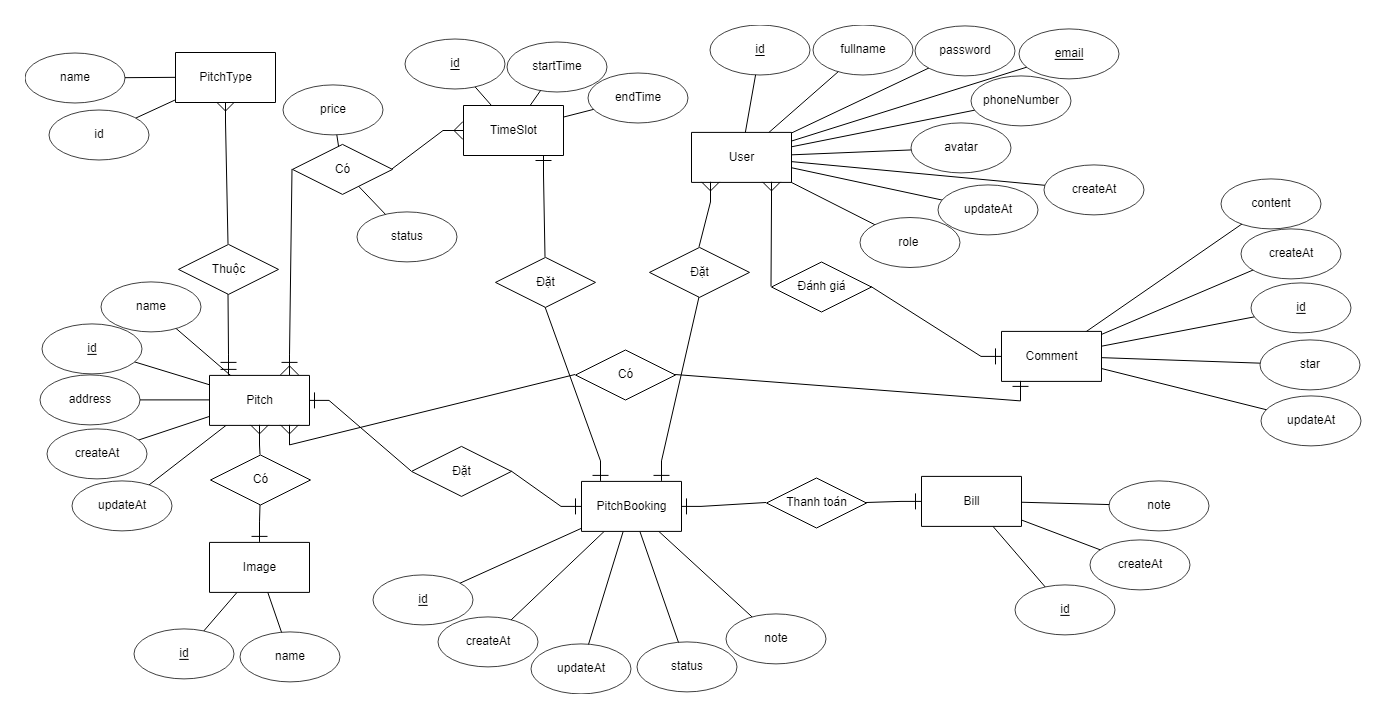 id
fullname
password
email
startTime
id
PitchType
name
endTime
phoneNumber
price
TimeSlot
id
avatar
User
Có
createAt
content
updateAt
status
role
createAt
Thuộc
Đặt
Đặt
Đánh giá
name
id
id
Comment
star
Có
address
Pitch
updateAt
createAt
Đặt
Có
updateAt
PitchBooking
Thanh toán
Bill
note
createAt
Image
id
id
note
createAt
id
name
updateAt
status